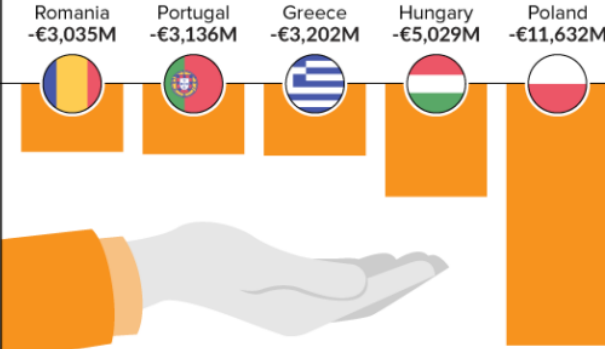 Romania
-€3,035M
Portugal
-€3,136M
Greece
-€3,202M
Hungary
-€5,029M
Poland
-€11,632M